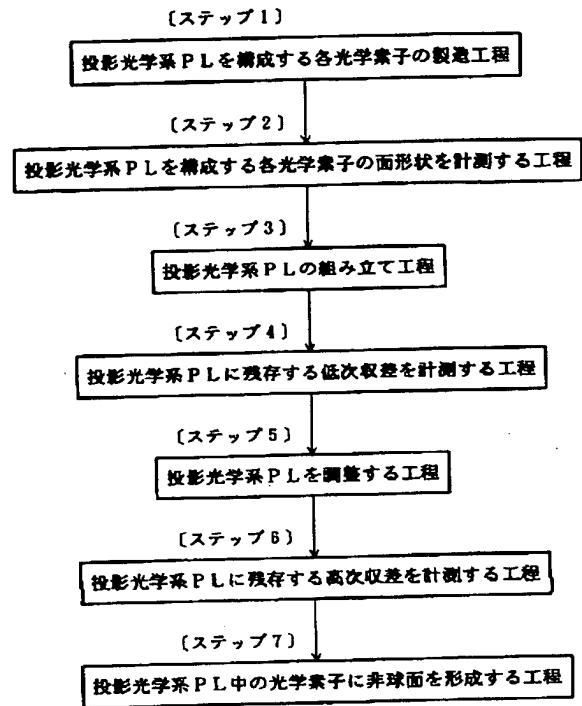 〔ステップ1〕
投影光学系PLを構成する各光学素子の製造工程
〔ステップ2〕
投影光学系PLを構成する各光学素子の面形状を計測する工程
〔ステップ3〕
投影光学系PLの組み立て工程
〔ステップ4〕
投影光学系PLに残存する低次収差を計測する工程
〔ステップ5〕
投影光学系PLを調整する工程
〔ステップ6〕
投影光学系PLに残存する高次収差を計測する工程
〔ステップ7〕
投影光学系PL中の光学素子に非球面を形成する工程